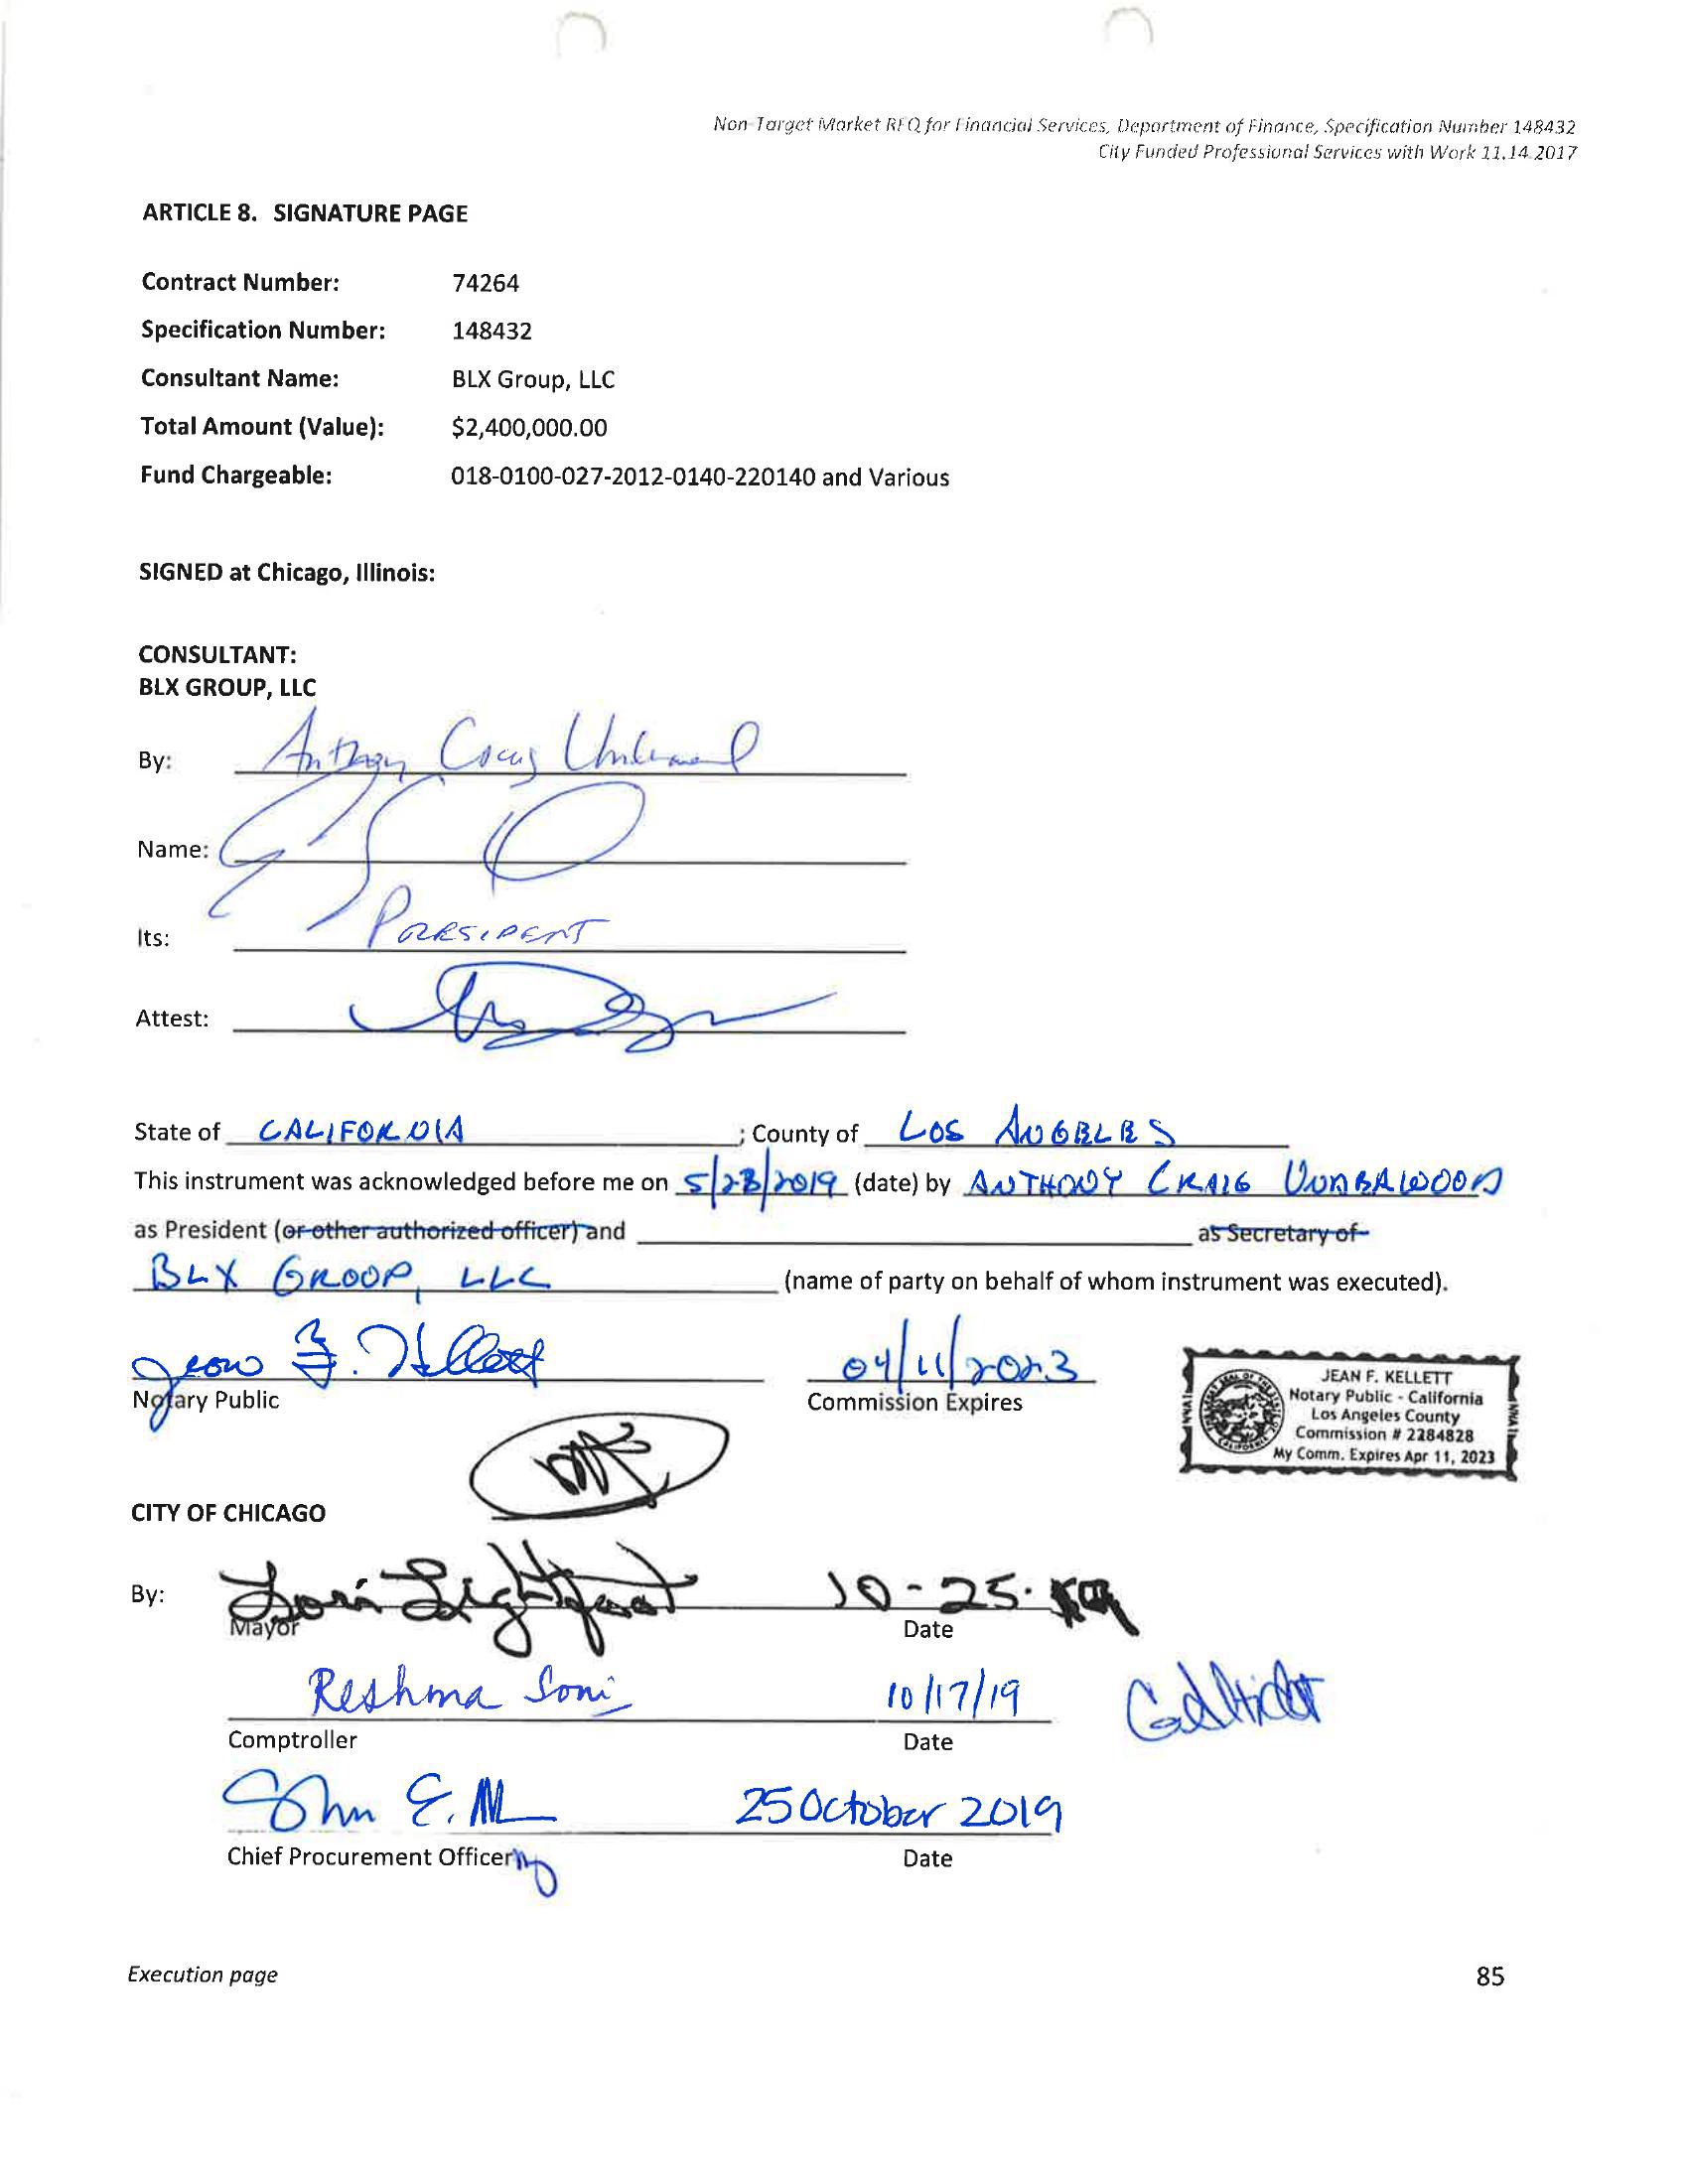 Non-Target Market RFQ for Financial Services, Department of Finance, Specification Number 148432
City Funded Professional Services with Work 11.14.2017
ARTICLE 8. SIGNATURE PAGE
Contract Number: 74264
Specification Number: 148432
Consultant Name: BLX Group, LLC
Total Amount (Value): $2,400,000.00
Fund Chargeable: 018-0100-027-2012-0140-220140 and Various
SIGNED at Chicago, Illinois:
CONSULTANT:
BLX GROUP, LLC
By: Anthony Craig
Name:
Its: PRESIDENT
Attest:
State of CALIFORNIA ; County of LOS ANGELES
This instrument was acknowledged before me on 5/23/2019 (date) by ANTHONY CRAIG UNDERWOOD
as President (or other authorized officer) and as Secretary of
BLX GROUP, LLC (name of party on behalf of whom instrument was executed).
Jean F. Kellett 04/11/2023
Notary Public Commission Expires
JEAN F. KELLETT
Notary Public - California
Los Angeles County
Commission # 2284828
My Comm. Expires Apr 11, 2023
CITY OF CHICAGO
By: Lori Lightfoot 10-25-
Mayor Date
Reshma Soni 10/17/19
Comptroller Date
25 October 2019
Chief Procurement Officer Date
Execution page 85